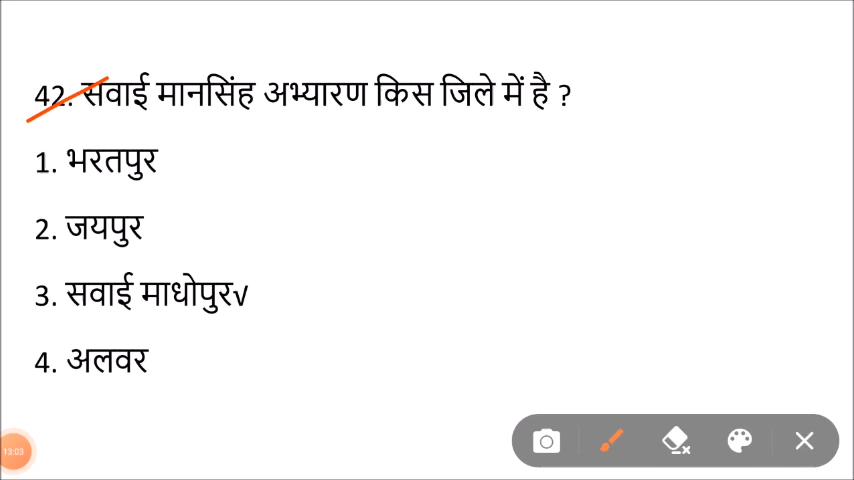 42. सवाई मानसिंह अभ्यारण किस जिले में है ?
1. भरतपुर
2. जयपुर
3. सवाई माधोपुर√
4. अलवर
13:03